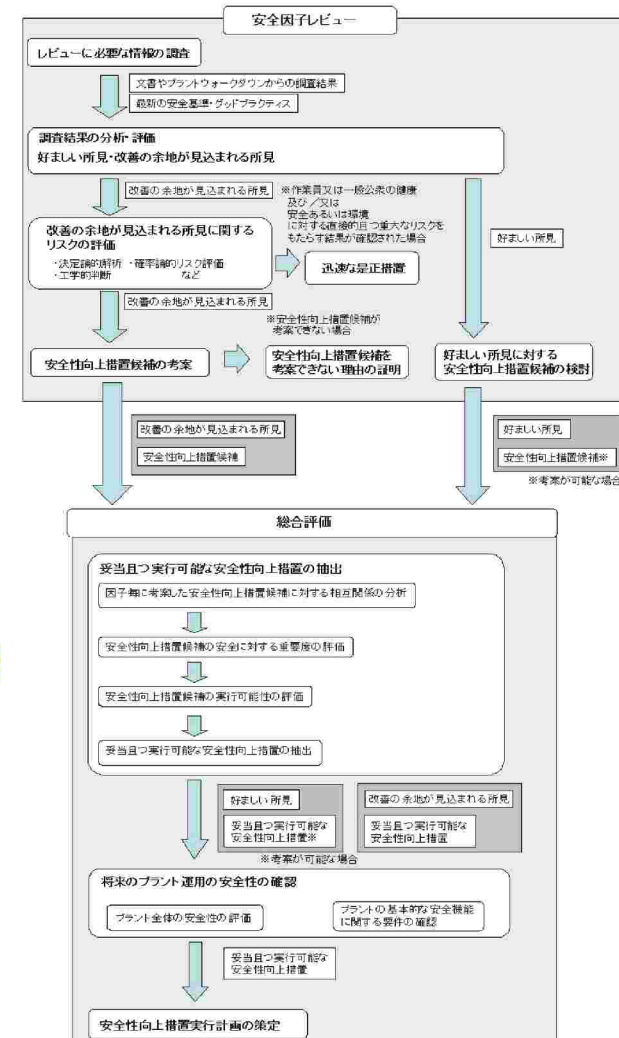 安全因子レビュー
レビューに必要な情報の調査
文書やプラントウォークダウンからの調査結果
最新の安全基準・グッドプラクティス
調査結果の分析・評価
好ましい所見・改善の余地が見込まれる所見
改善の余地が見込まれる所見
※作業員又は一般公衆の健康
及び／又は
安全あるいは環境
に対する直接的且つ重大なリスクを
もたらす結果が確認された場合
好ましい所見
改善の余地が見込まれる所見に関する
リスクの評価
・決定論的解析 ・確率論的リスク評価
・工学的判断 など
迅速な是正措置
改善の余地が見込まれる所見
※安全性向上措置候補が
考案できない場合
安全性向上措置候補の考案
安全性向上措置候補を
考案できない理由の証明
好ましい所見に対する
安全性向上措置候補の検討
改善の余地が見込まれる所見
安全性向上措置候補
好ましい所見
安全性向上措置候補※
※考案が可能な場合
総合評価
妥当且つ実行可能な安全性向上措置の抽出
因子毎に考案した安全性向上措置候補に対する相互関係の分析
安全性向上措置候補の安全に対する重要度の評価
安全性向上措置候補の実行可能性の評価
妥当且つ実行可能な安全性向上措置の抽出
好ましい所見
妥当且つ実行可能な
安全性向上措置※
改善の余地が見込まれる所見
妥当且つ実行可能な
安全性向上措置
※考案が可能な場合
将来のプラント運用の安全性の確認
プラント全体の安全性の評価
プラントの基本的な安全機能
に関する要件の確認
妥当且つ実行可能な
安全性向上措置
安全性向上措置実行計画の策定